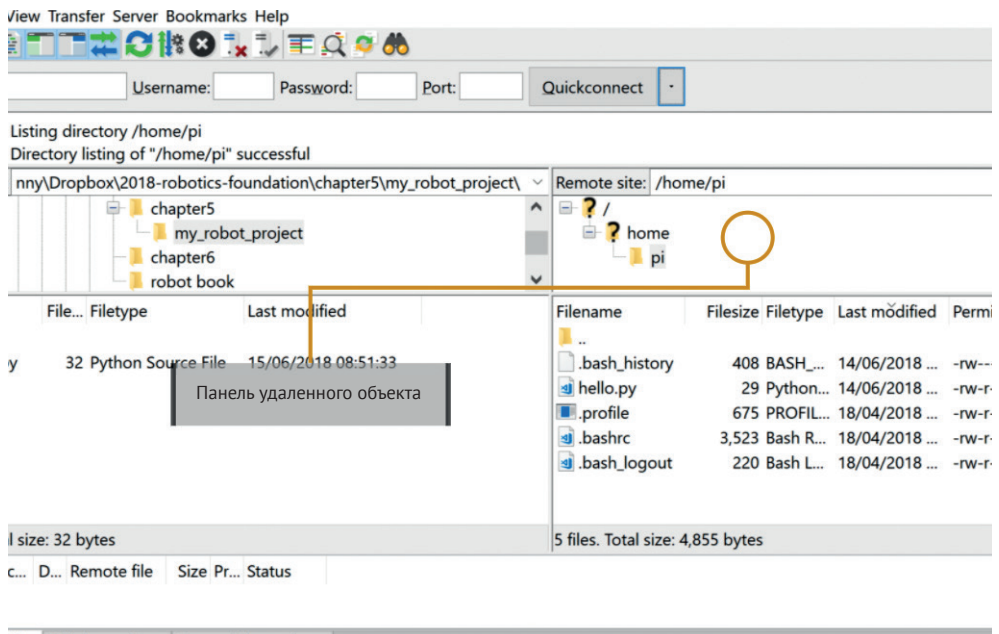 View Transfer Server Bookmarks Help
Username: Password: Port: Quickconnect
Listing directory /home/pi
Directory listing of "/home/pi" successful
nny\Dropbox\2018-robotics-foundation\chapter5\my_robot_project\
chapter5
my_robot_project
chapter6
robot book
Remote site: /home/pi
/
home
pi
File... Filetype Last modified
y 32 Python Source File 15/06/2018 08:51:33
Панель удаленного объекта
l size: 32 bytes
Filename Filesize Filetype Last modified Permi
..
.bash_history 408 BASH_... 14/06/2018 ... -rw---
hello.py 29 Python... 14/06/2018 ... -rw-r-
.profile 675 PROFIL... 18/04/2018 ... -rw-r-
.bashrc 3,523 Bash R... 18/04/2018 ... -rw-r-
.bash_logout 220 Bash L... 18/04/2018 ... -rw-r-
5 files. Total size: 4,855 bytes
c... D... Remote file Size Pr... Status